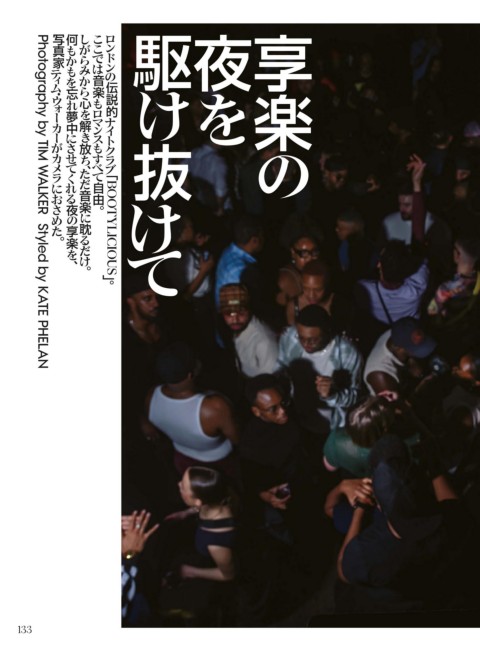 享楽の
夜を
駆け抜けて
ロンドンの伝説的ナイトクラブ「BOOTYLICIOUS」。
ここでは音楽もロマンスもすべて自由。
しがらみから心を解き放ち、ただ音楽に耽るだけ。
何もかもを忘れ夢中にさせてくれる夜の享楽を、
写真家ティム・ウォーカーがカメラにおさめた。
Photography by TIM WALKER Styled by KATE PHELAN
133